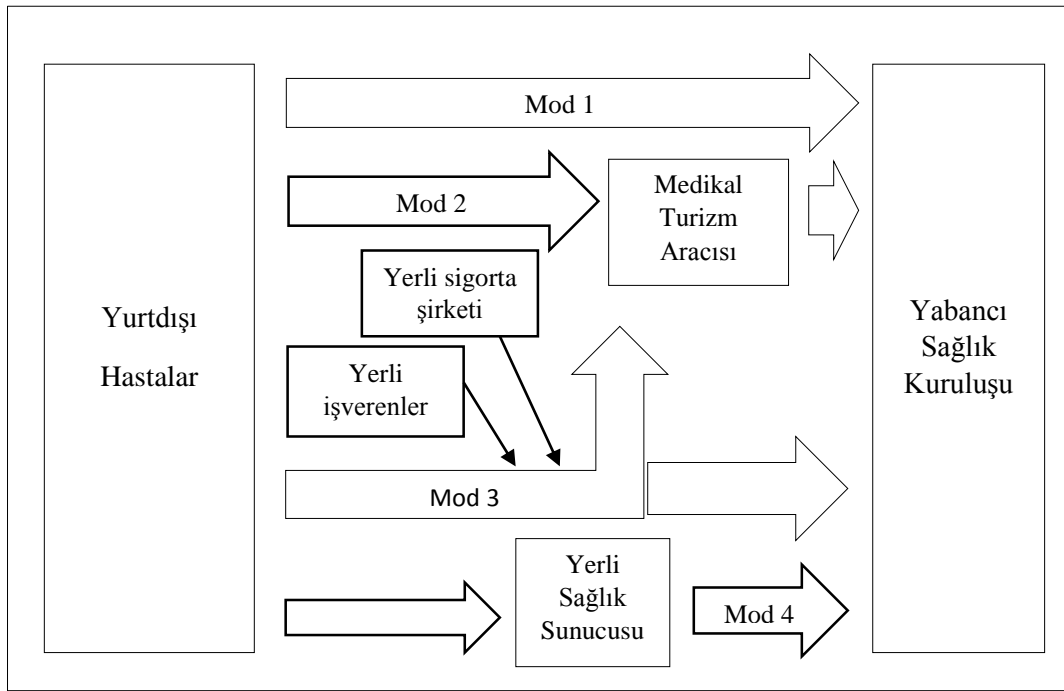 Yurtdışı
Hastalar
Mod 1
Mod 2
Medikal
Turizm
Aracısı
Yerli sigorta
şirketi
Yerli
işverenler
Mod 3
Yerli
Sağlık
Sunucusu
Mod 4
Yabancı
Sağlık
Kuruluşu